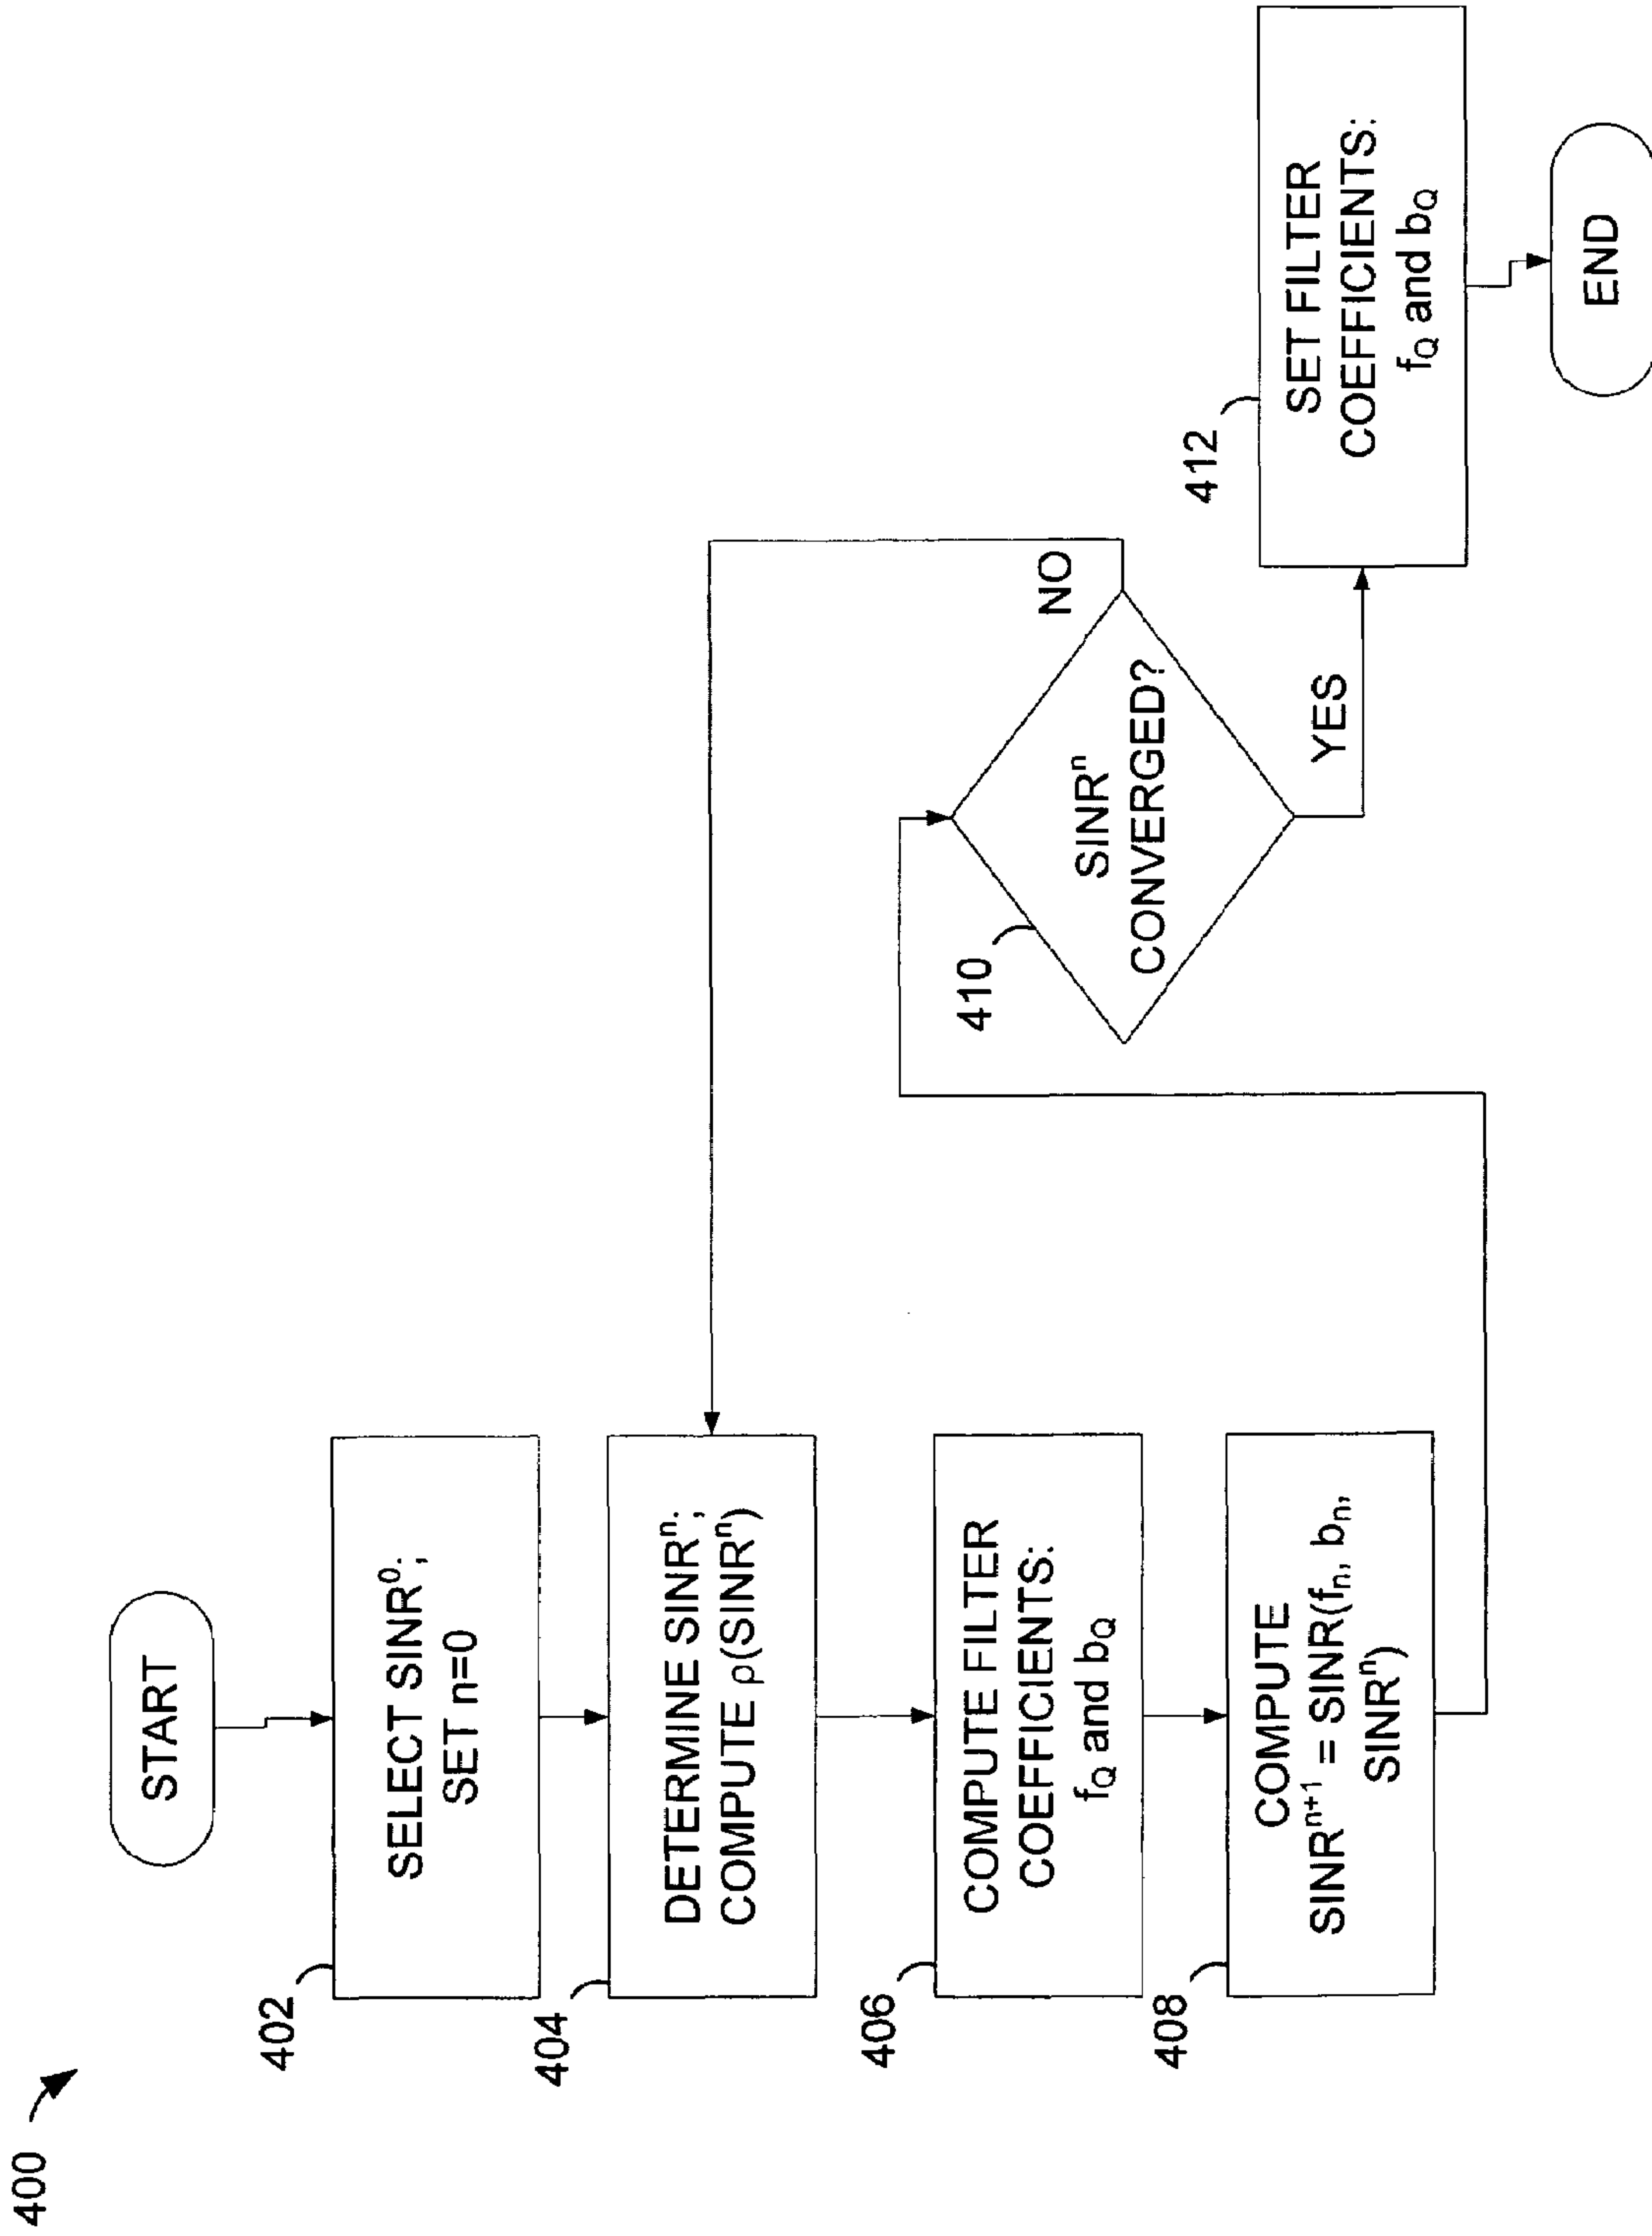 400
START
402
SELECT SINR⁰;
SET n=0
404
DETERMINE SINRⁿ;
COMPUTE ρ(SINRⁿ)
406
COMPUTE FILTER
COEFFICIENTS:
f_Q and b_Q
408
COMPUTE
SINRⁿ⁺¹ = SINR(fₙ, bₙ,
SINRⁿ)
410
SINRⁿ
CONVERGED?
NO
YES
412
SET FILTER
COEFFICIENTS:
f_Q and b_Q
END